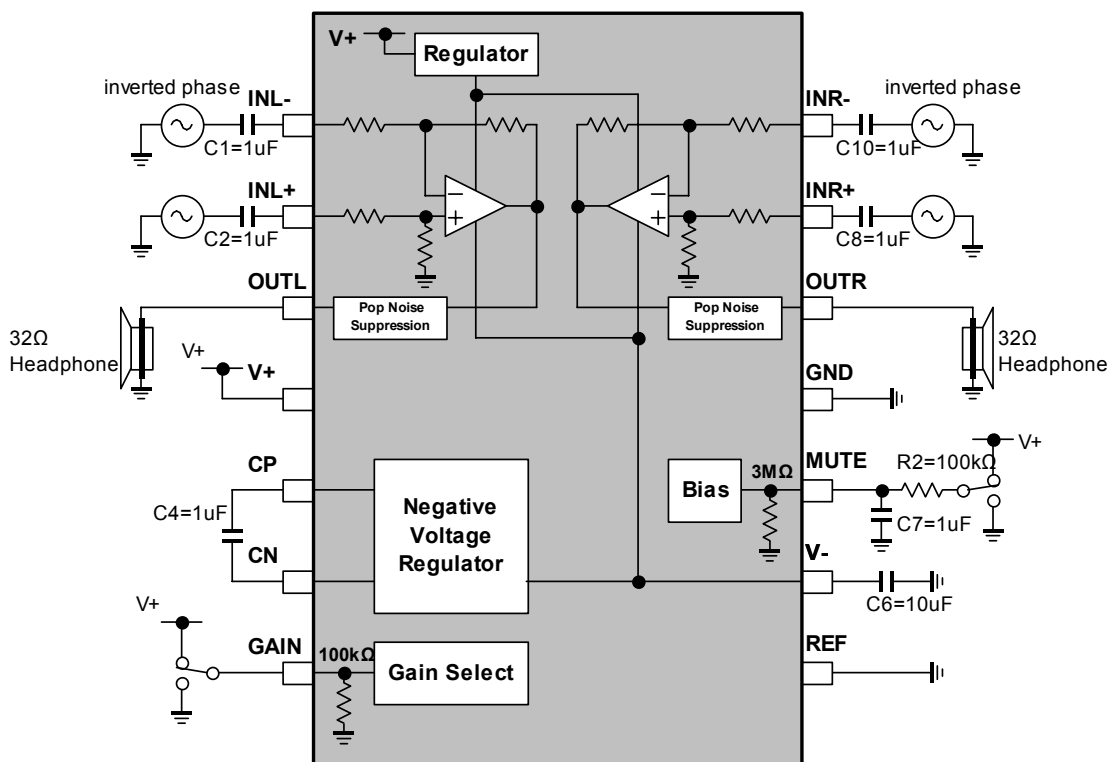 V+
Regulator
inverted phase
INL-
C1=1uF
INR-
inverted phase
C10=1uF
INL+
C2=1uF
INR+
C8=1uF
−
+
−
+
OUTL
Pop Noise
Suppression
Pop Noise
Suppression
OUTR
32Ω
Headphone
32Ω
Headphone
V+
V+
GND
CP
C4=1uF
CN
Negative
Voltage
Regulator
Bias
3MΩ
MUTE
R2=100kΩ
V+
C7=1uF
V-
C6=10uF
V+
GAIN
100kΩ
Gain Select
REF